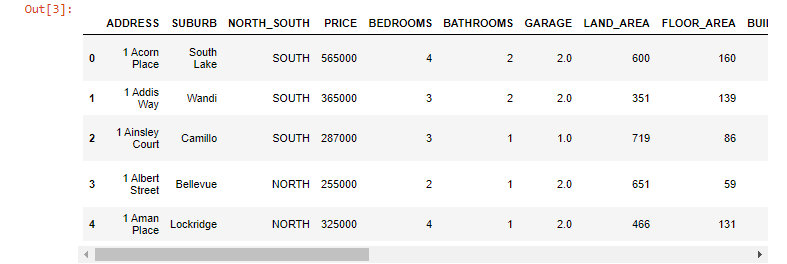 Out[3]:
ADDRESS SUBURB NORTH_SOUTH PRICE BEDROOMS BATHROOMS GARAGE LAND_AREA FLOOR_AREA BUI
0 1 Acorn Place South Lake SOUTH 565000 4 2 2.0 600 160
1 1 Addis Way Wandi SOUTH 365000 3 2 2.0 351 139
2 1 Ainsley Court Camillo SOUTH 287000 3 1 1.0 719 86
3 1 Albert Street Bellevue NORTH 255000 2 1 2.0 651 59
4 1 Aman Place Lockridge NORTH 325000 4 1 2.0 466 131